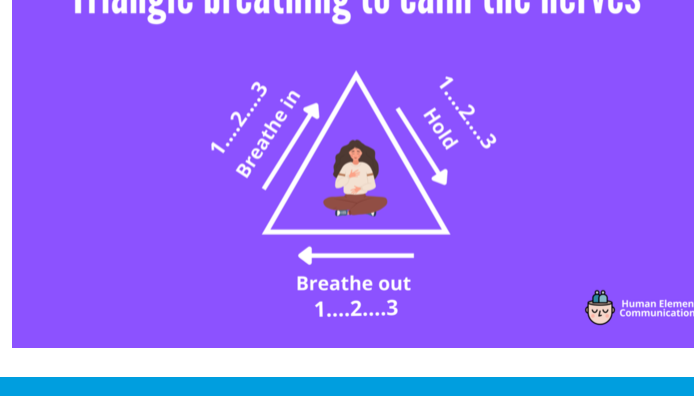 Triangle breathing to calm the nerves
1....2....3
Breathe in
1....2....3
Hold
Breathe out
1....2....3
Human Elemen
Communication